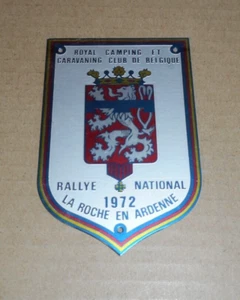 ROYAL CAMPING ET
CARAVANING CLUB DE BELGIQUE
RALLYE NATIONAL
1972
LA ROCHE EN ARDENNE